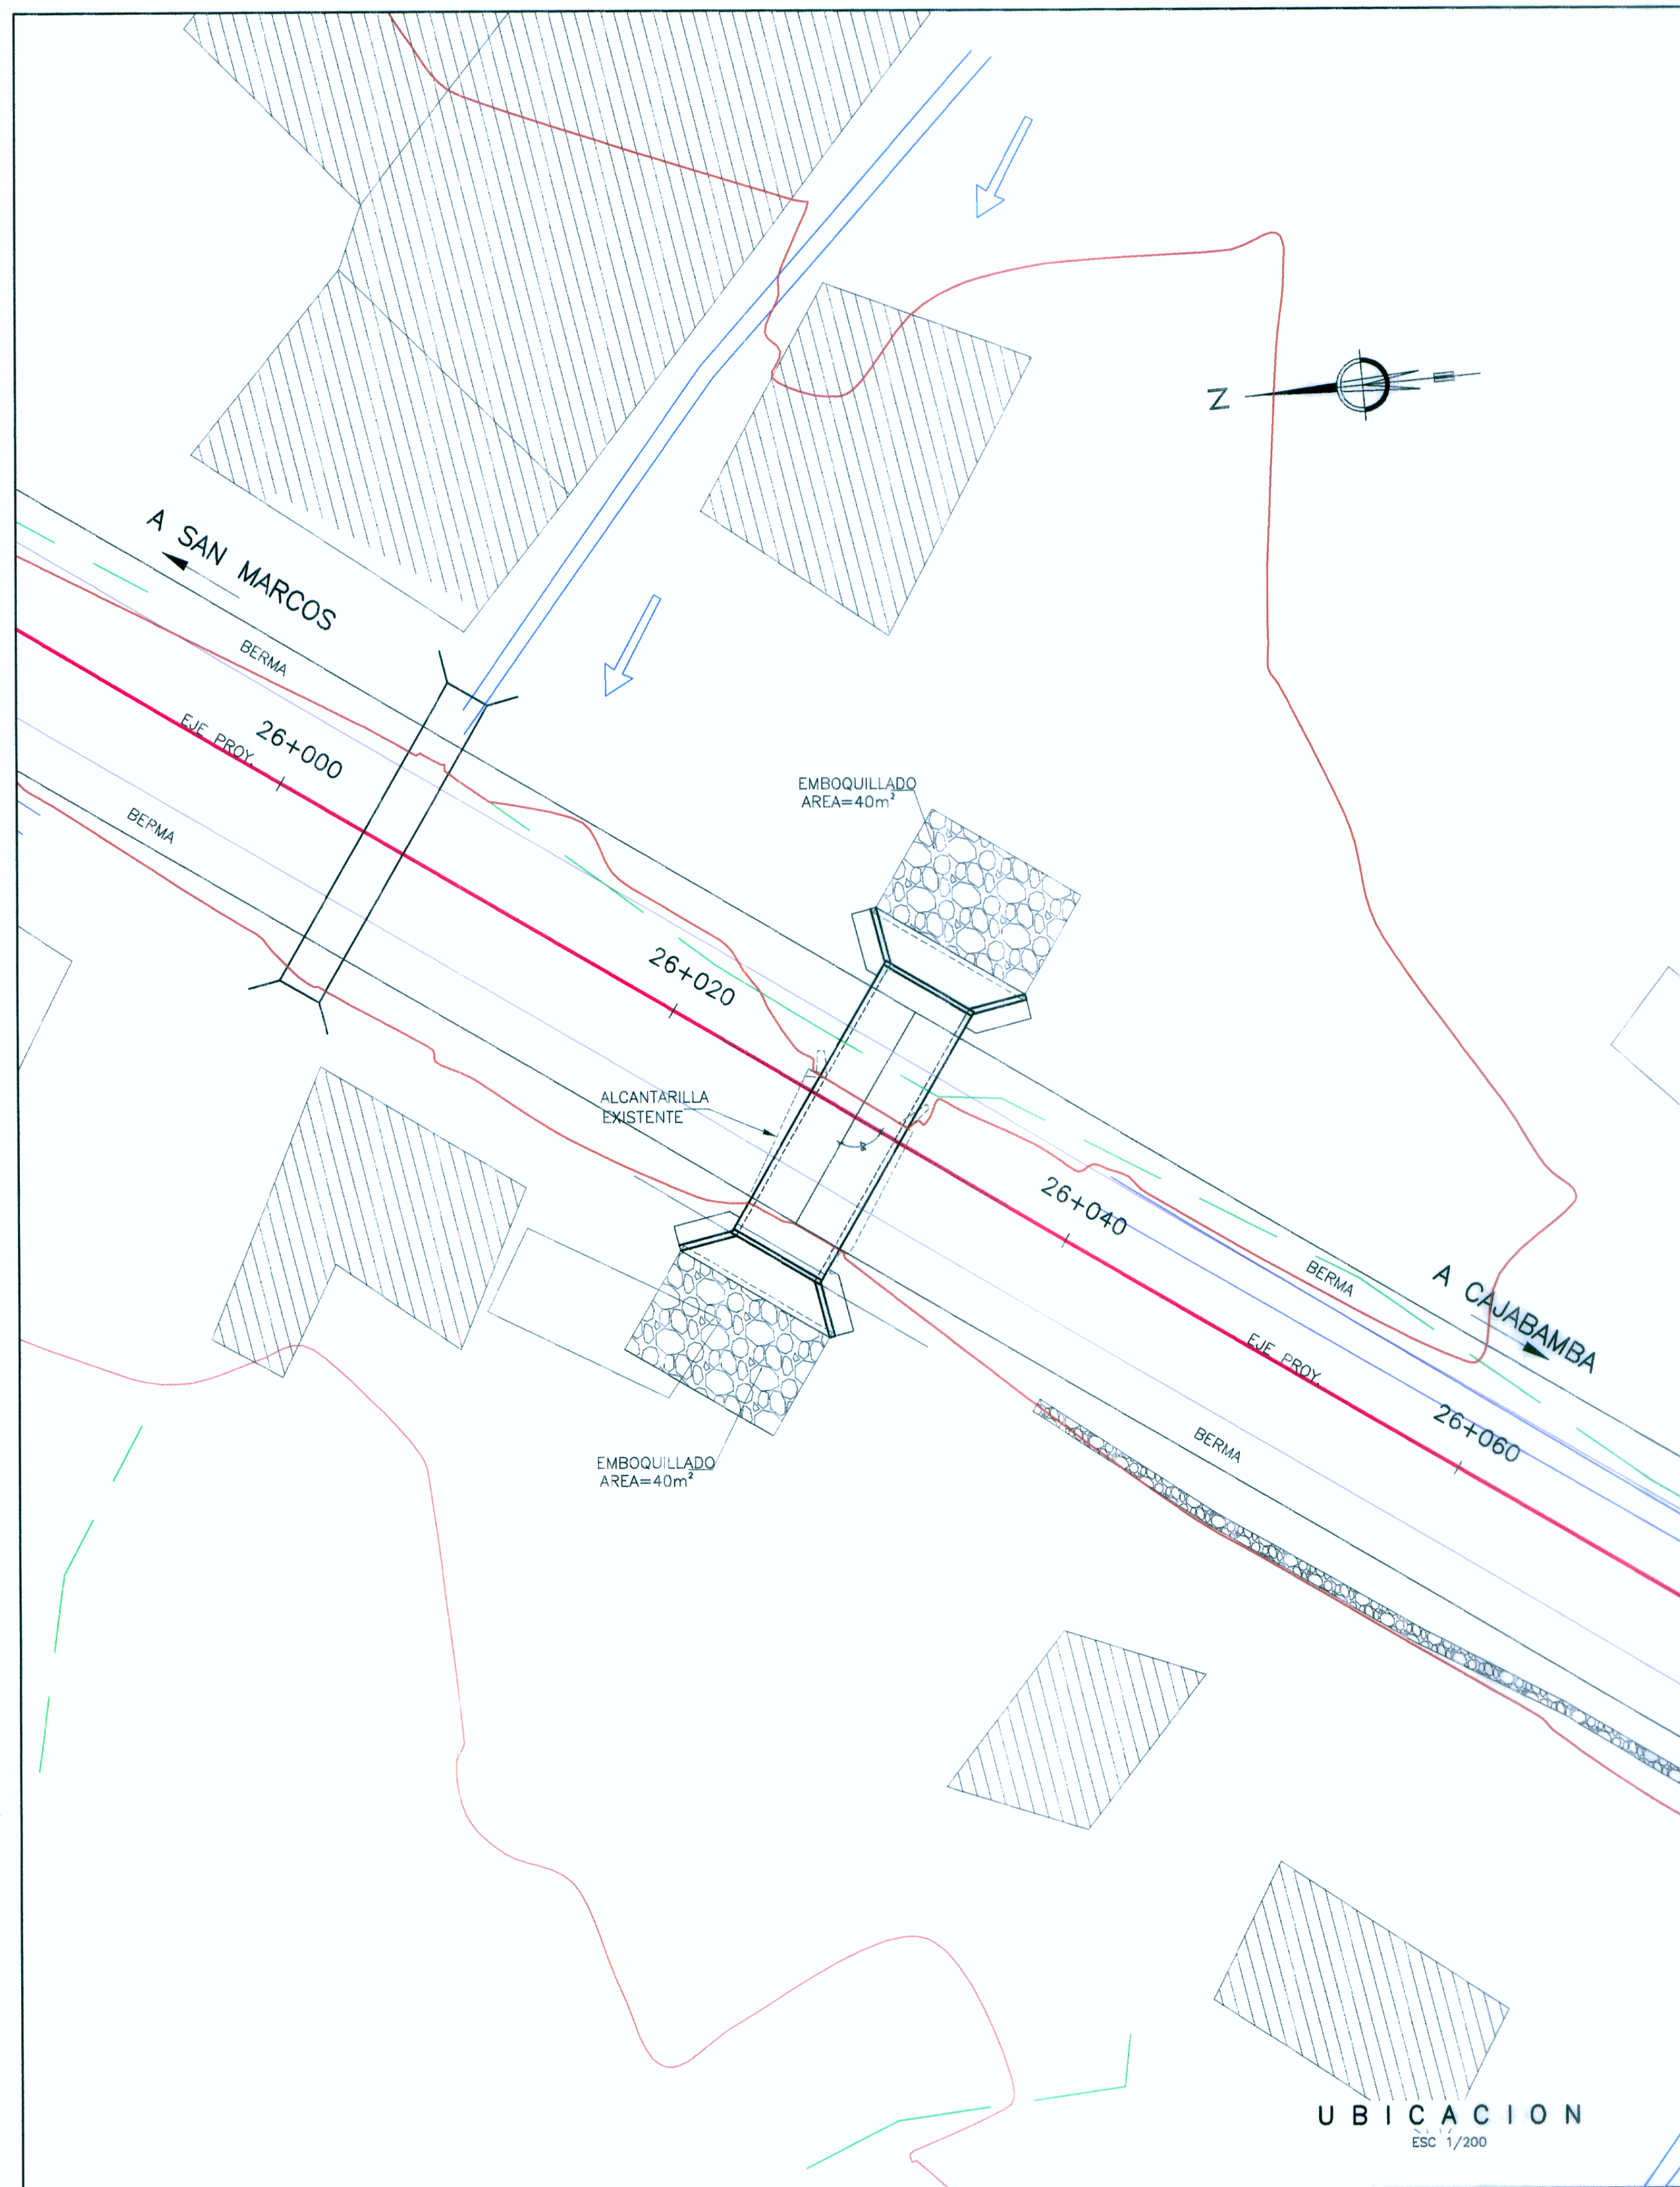 Z
A SAN MARCOS
BERMA
EJE PROY.
26+000
BERMA
EMBOQUILLADO
AREA=40m²
26+020
ALCANTARILLA
EXISTENTE
26+040
BERMA
A CAJABAMBA
EJE PROY.
26+060
BERMA
EMBOQUILLADO
AREA=40m²
UBICACION
ESC 1/200